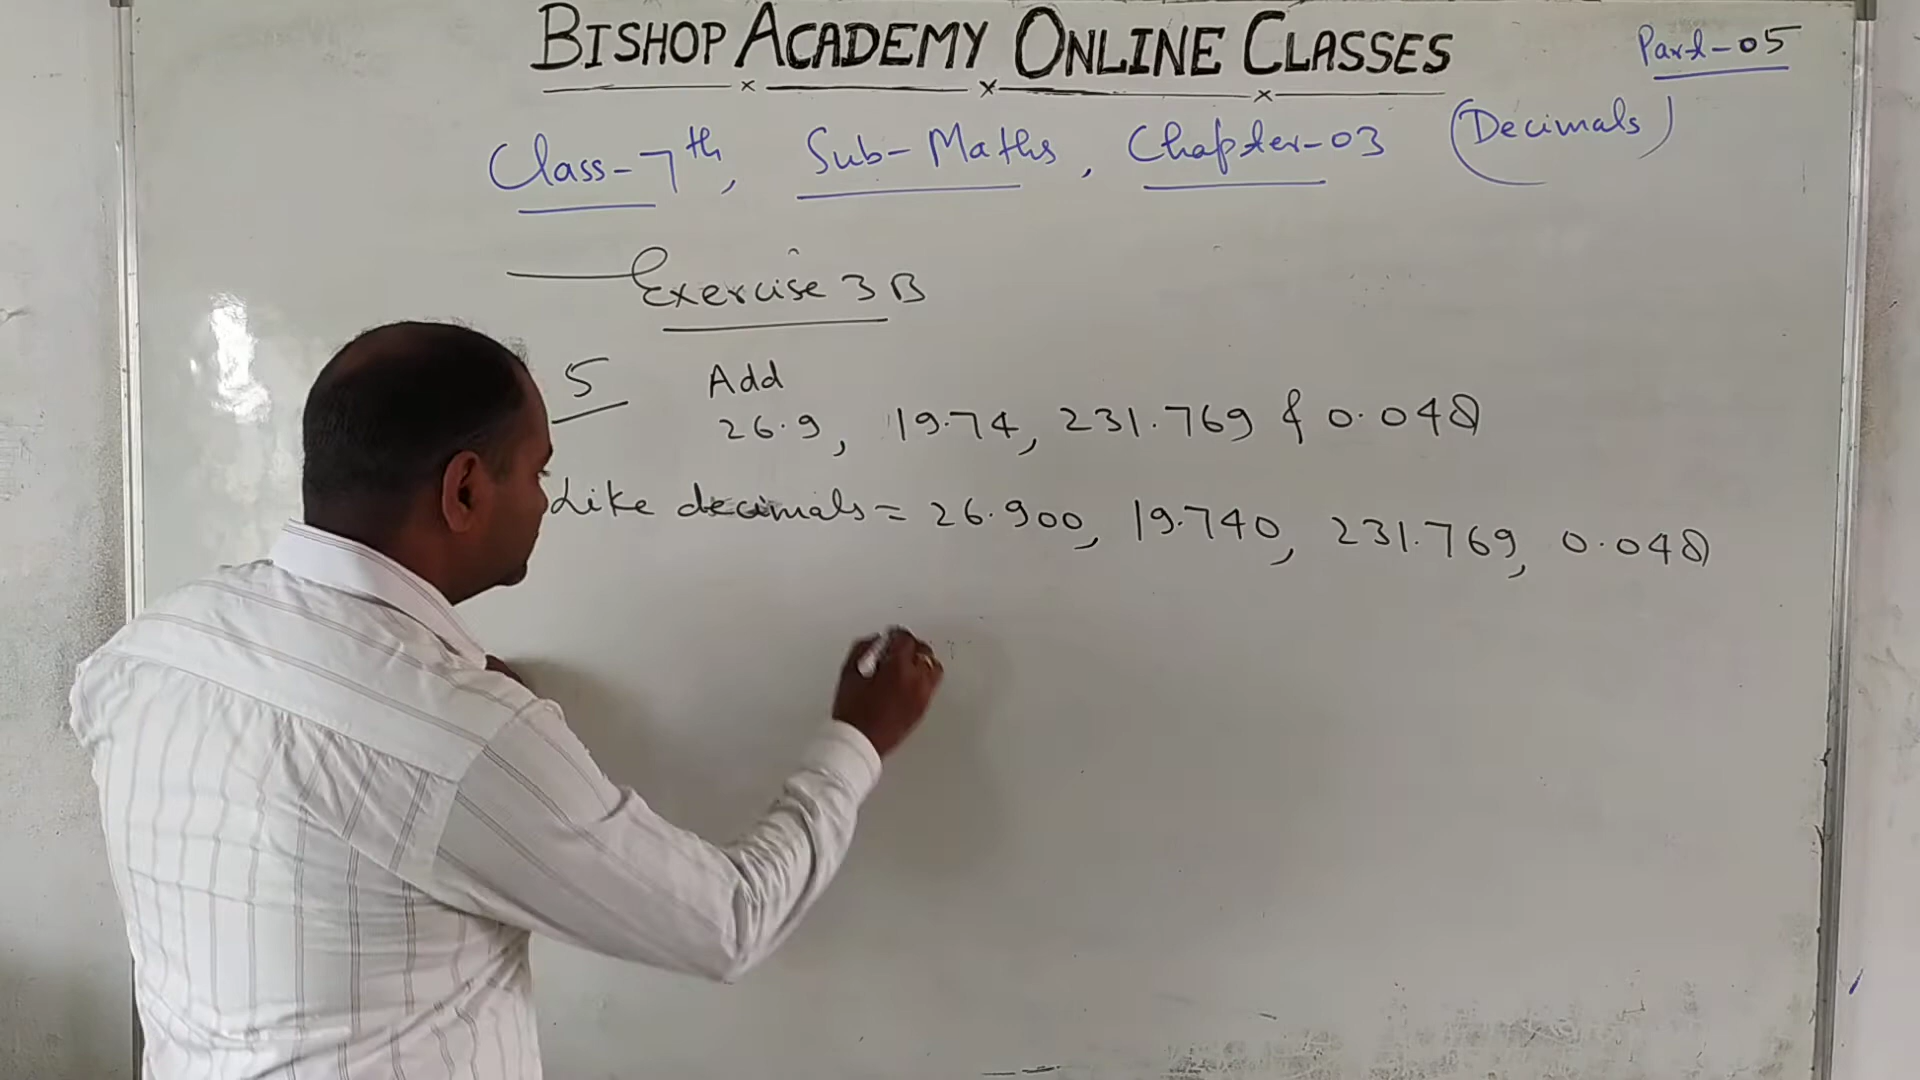 BISHOP ACADEMY ONLINE CLASSES
Part-05
Class-7th, Sub-Maths, Chapter-03 (Decimals)
Exercise 3B
5 Add
26.9, 19.74, 231.769 & 0.048
Like decimals = 26.900, 19.740, 231.769, 0.048